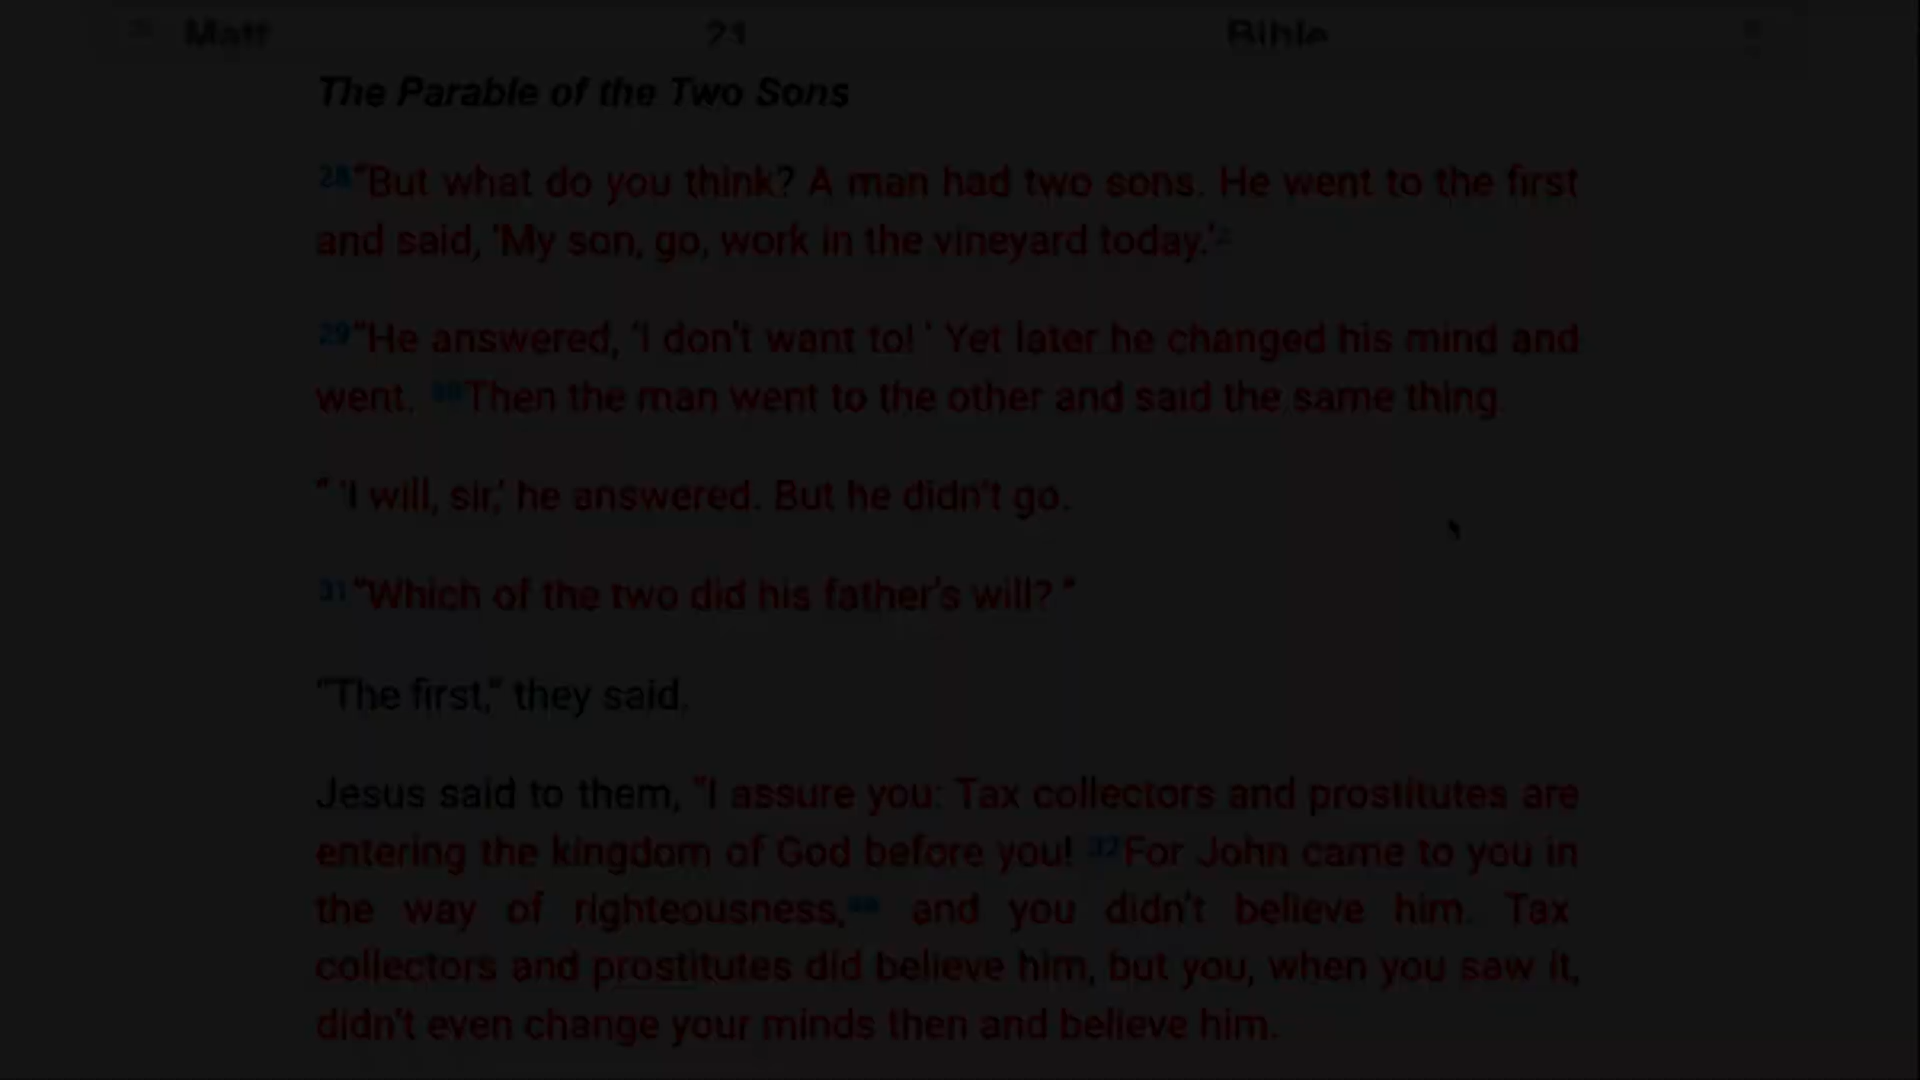 Matt 21 Bible
The Parable of the Two Sons
28“But what do you think? A man had two sons. He went to the first
and said, ‘My son, go, work in the vineyard today.’
29“He answered, ‘I don't want to! ’ Yet later he changed his mind and
went. 30Then the man went to the other and said the same thing.
“ ‘I will, sir,’ he answered. But he didn't go.
31“Which of the two did his father's will? ”
“The first,” they said.
Jesus said to them, “I assure you: Tax collectors and prostitutes are
entering the kingdom of God before you! 32For John came to you in
the way of righteousness, and you didn't believe him. Tax
collectors and prostitutes did believe him, but you, when you saw it,
didn't even change your minds then and believe him.